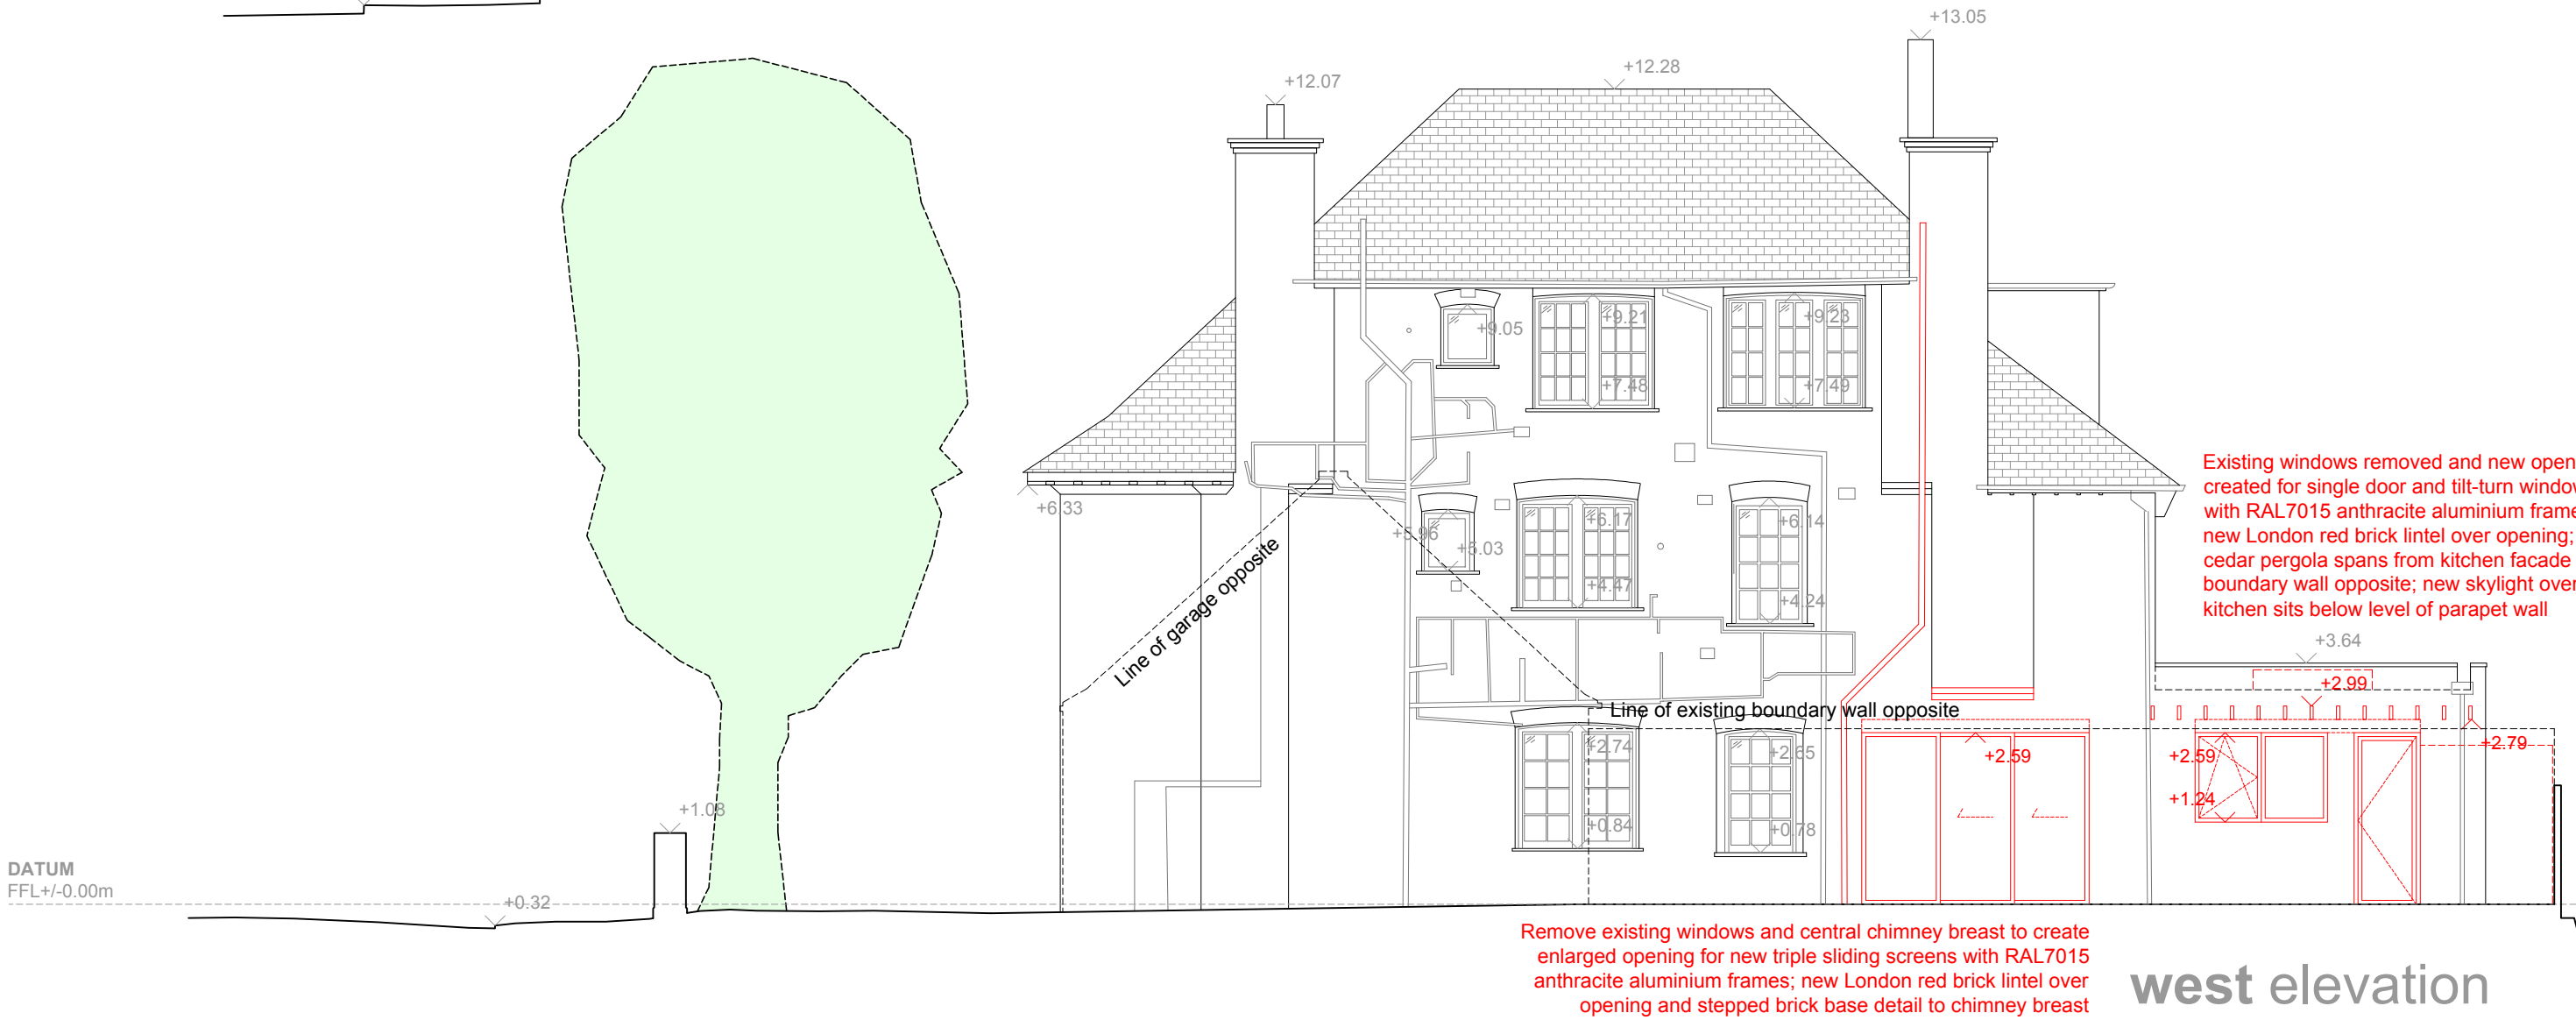 +13.05
+12.28
+12.07
+9.05
+9.21
+9.23
+7.48
+7.49
Existing windows removed and new open
created for single door and tilt-turn window
with RAL7015 anthracite aluminium frame
new London red brick lintel over opening;
cedar pergola spans from kitchen facade
boundary wall opposite; new skylight over
kitchen sits below level of parapet wall
+6.33
+5.96
+5.03
+6.17
+6.14
+4.47
+4.24
Line of garage opposite
+3.64
+2.99
Line of existing boundary wall opposite
+2.74
+2.65
+2.59
+2.59
+2.79
+1.24
+1.08
+0.84
+0.78
DATUM
FFL+/-0.00m
+0.32
Remove existing windows and central chimney breast to create
enlarged opening for new triple sliding screens with RAL7015
anthracite aluminium frames; new London red brick lintel over
opening and stepped brick base detail to chimney breast
west elevation